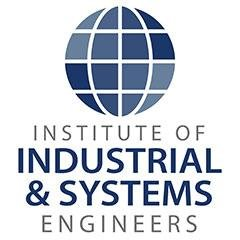 INSTITUTE OF
INDUSTRIAL
& SYSTEMS
ENGINEERS